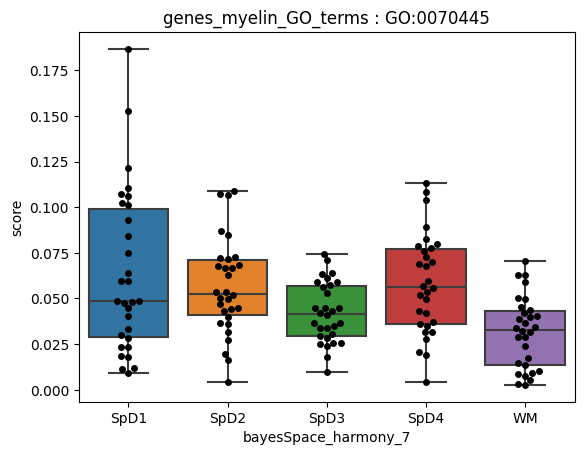 genes_myelin_GO_terms : GO:0070445
score
0.175
0.150
0.125
0.100
0.075
0.050
0.025
0.000
SpD1 SpD2 SpD3 SpD4 WM
bayesSpace_harmony_7